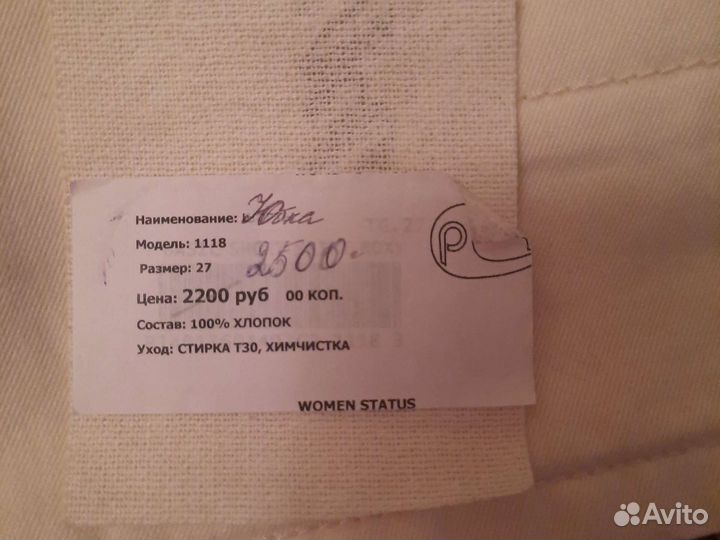 Наименование: Юбка
Модель: 1118
Размер: 27
2500-
Цена: 2200 руб 00 КОП.
Состав: 100% ХЛОПОК
Уход: СТИРКА Т30, ХИМЧИСТКА
WOMEN STATUS
P
Avito